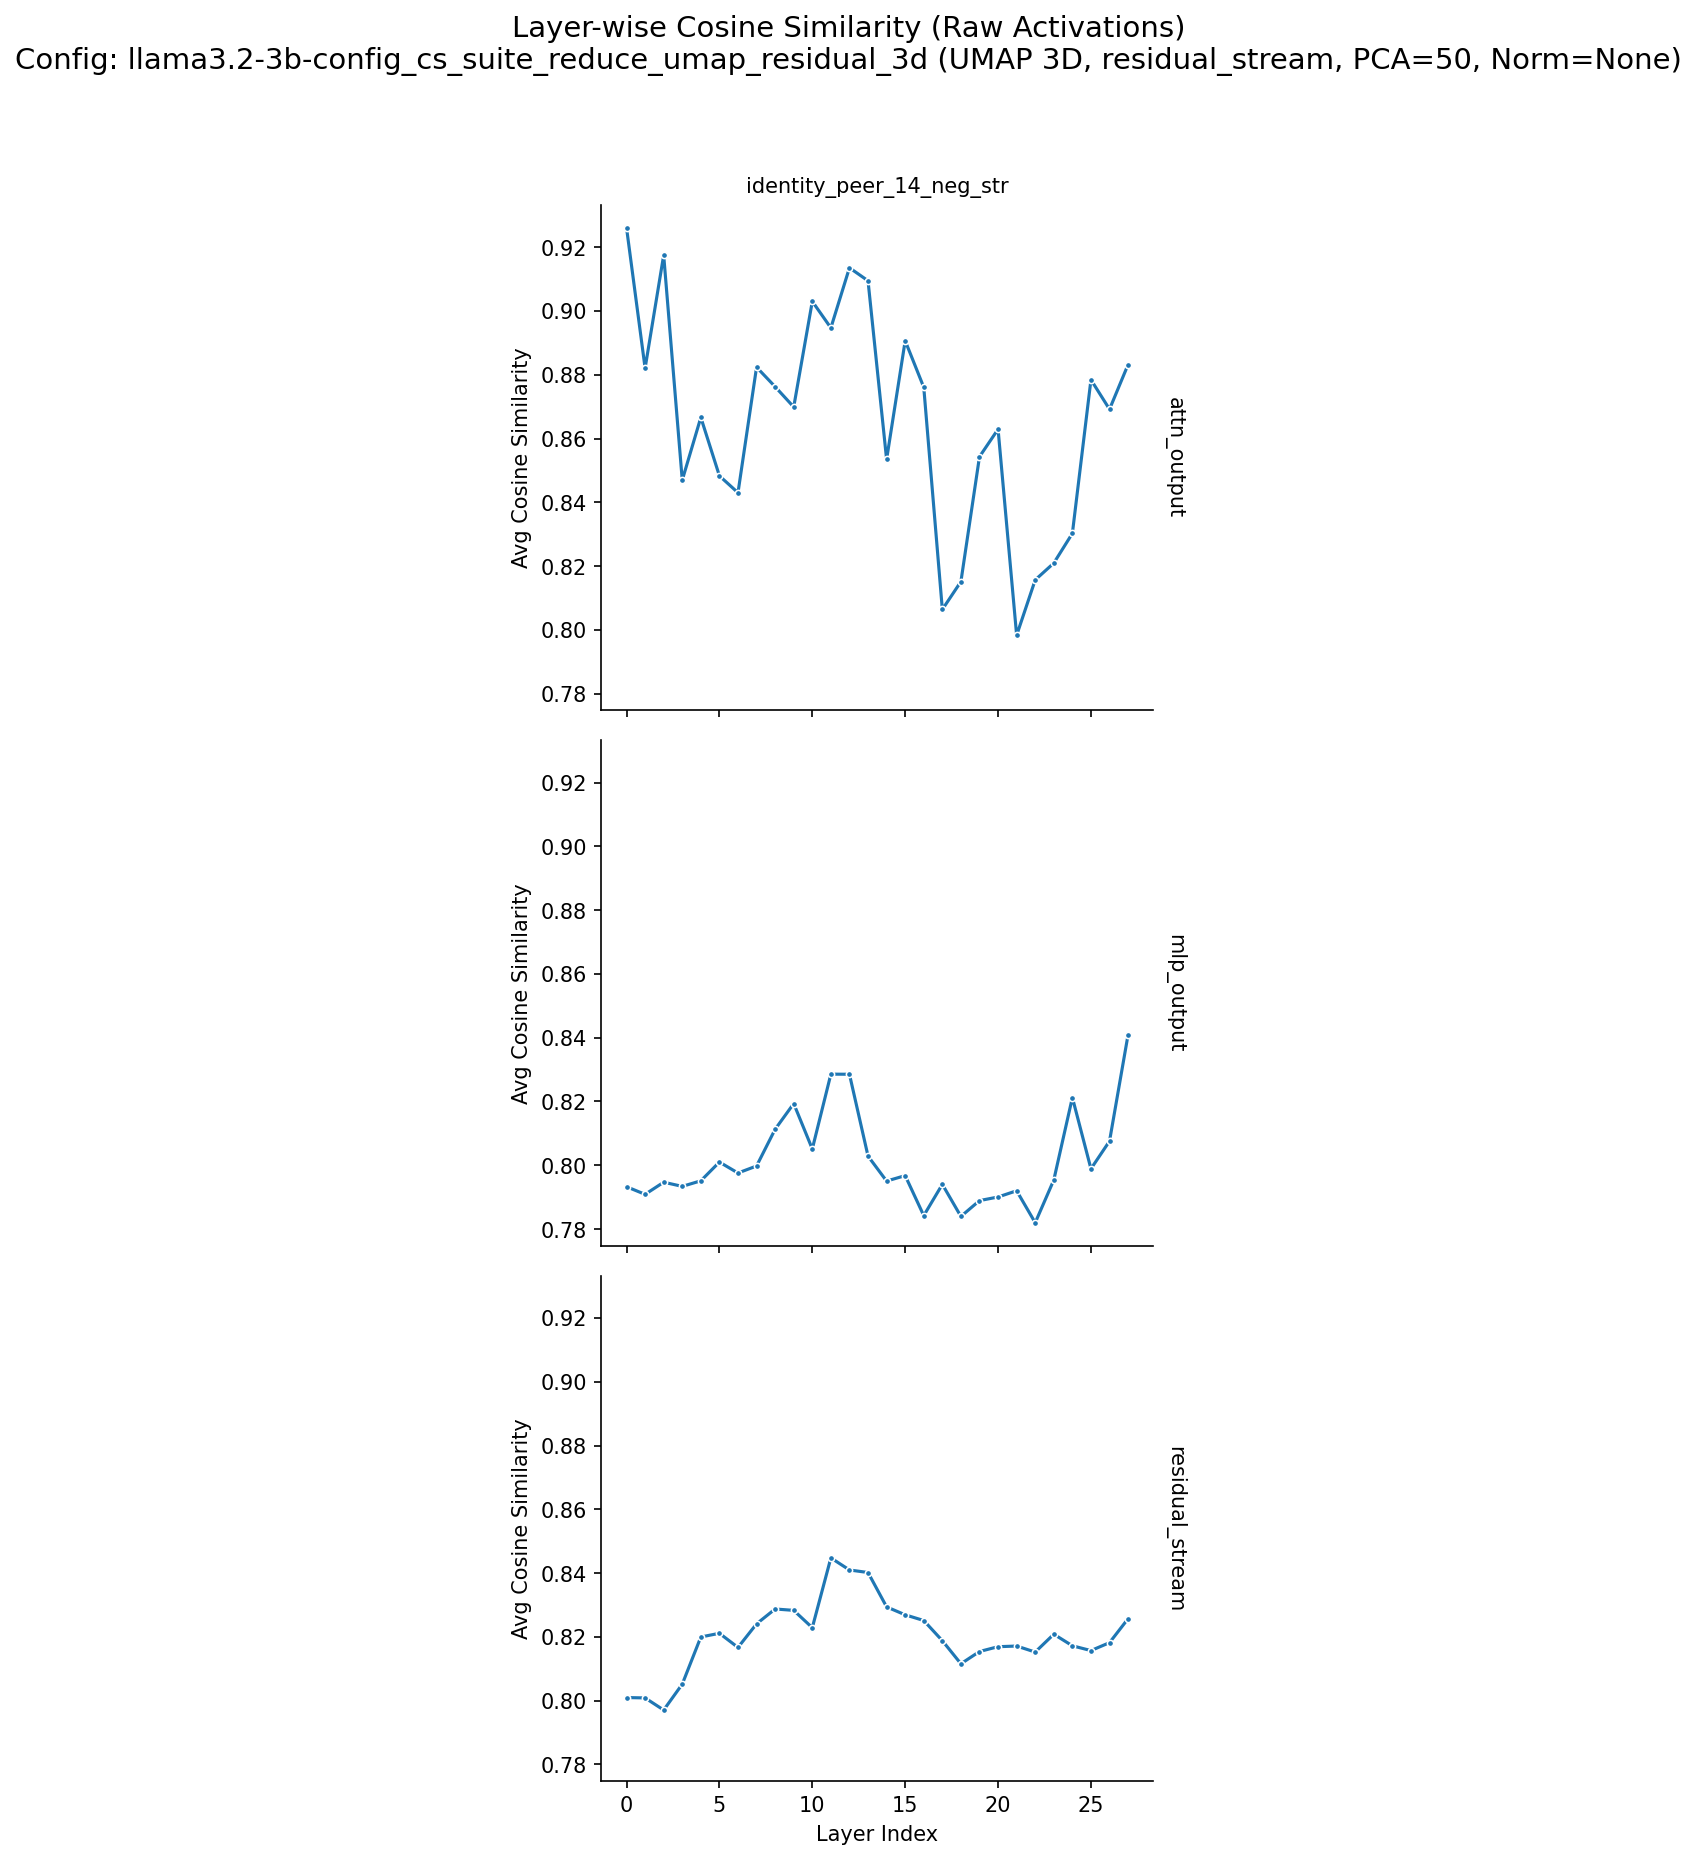 Layer-wise Cosine Similarity (Raw Activations)
Config: llama3.2-3b-config_cs_suite_reduce_umap_residual_3d (UMAP 3D, residual_stream, PCA=50, Norm=None)
identity_peer_14_neg_str
0.92
0.90
0.88
0.86
0.84
0.82
0.80
0.78
Avg Cosine Similarity
attn_output
0.92
0.90
0.88
0.86
0.84
0.82
0.80
0.78
Avg Cosine Similarity
mlp_output
0.92
0.90
0.88
0.86
0.84
0.82
0.80
0.78
Avg Cosine Similarity
residual_stream
0 5 10 15 20 25
Layer Index